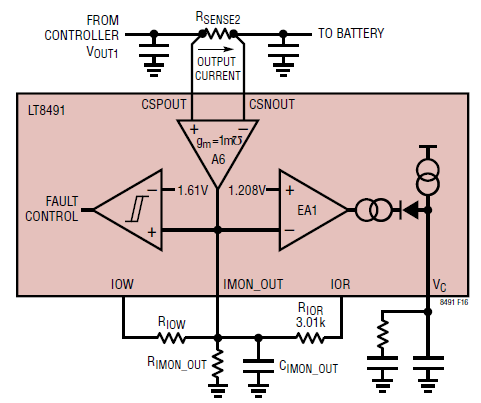 FROM
CONTROLLER
VOUT1
RSENSE2
TO BATTERY
OUTPUT
CURRENT
LT8491
CSPOUT
CSNOUT
+
−
gm=1m℧
A6
−
1.61V
1.208V
+
FAULT
CONTROL
EA1
+
−
IOW
IMON_OUT
IOR
VC
8491 F16
RIOW
RIOR
3.01k
RIMON_OUT
CIMON_OUT